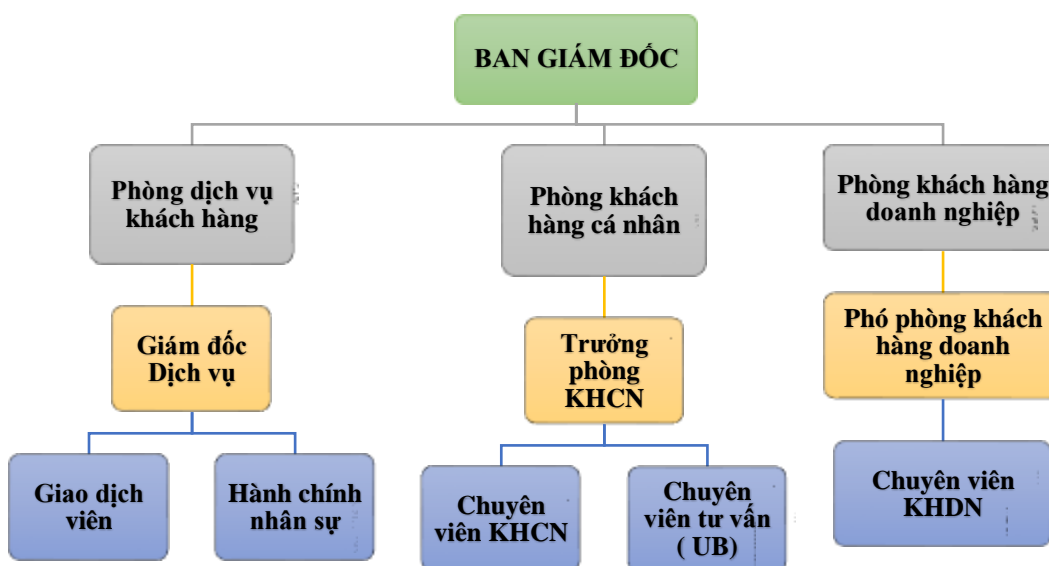 BAN GIÁM ĐỐC
Phòng dịch vụ
khách hàng
Phòng khách
hàng cá nhân
Phòng khách hàng
doanh nghiệp
Giám đốc
Dịch vụ
Trưởng
phòng
KHCN
Phó phòng khách
hàng doanh
nghiệp
Giao dịch
viên
Hành chính
nhân sự
Chuyên
viên KHCN
Chuyên
viên tư vấn
( UB)
Chuyên viên
KHDN